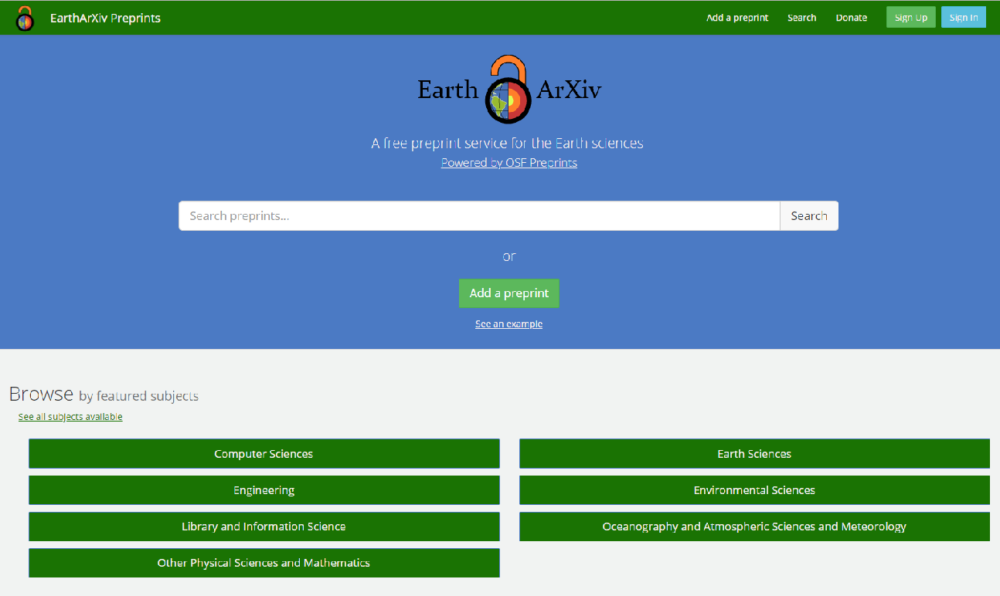 EarthArXiv Preprints
Add a preprint Search Donate Sign Up Sign In
Earth ArXiv
A free preprint service for the Earth sciences
Powered by OSF Preprints
Search preprints... Search
or
Add a preprint
See an example
Browse by featured subjects
See all subjects available
Computer Sciences Earth Sciences
Engineering Environmental Sciences
Library and Information Science Oceanography and Atmospheric Sciences and Meteorology
Other Physical Sciences and Mathematics